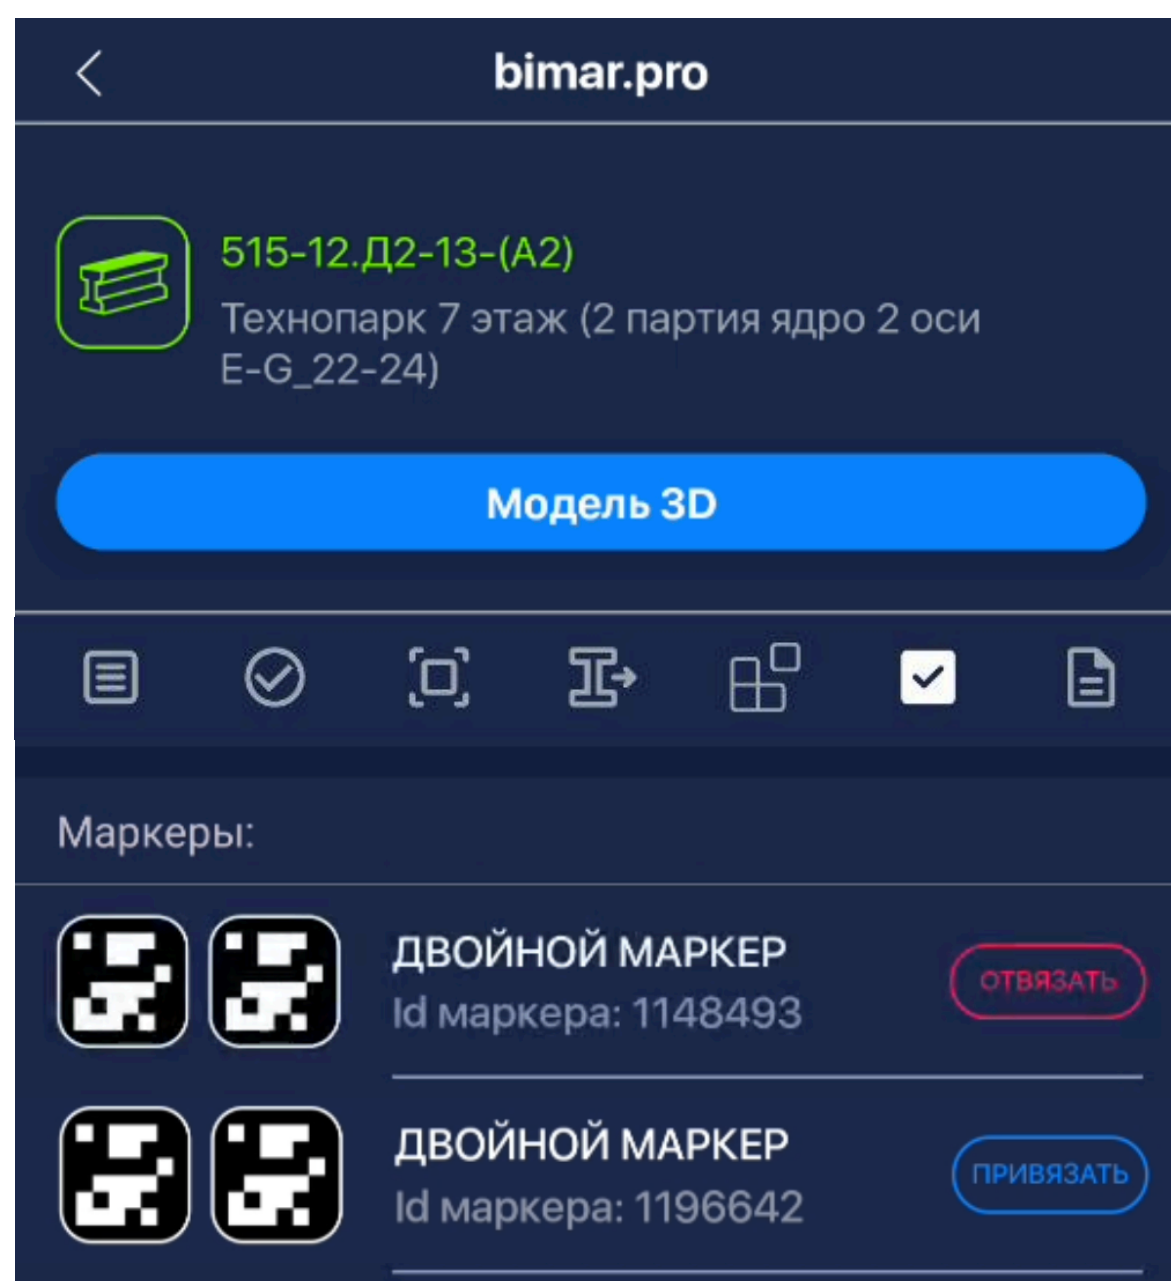 bimar.pro
515-12.Д2-13-(А2)
Технопарк 7 этаж (2 партия ядро 2 оси
E-G_22-24)
Модель 3D
Маркеры:
ДВОЙНОЙ МАРКЕР
ОТВЯЗАТЬ
Id маркера: 1148493
ДВОЙНОЙ МАРКЕР
ПРИВЯЗАТЬ
Id маркера: 1196642